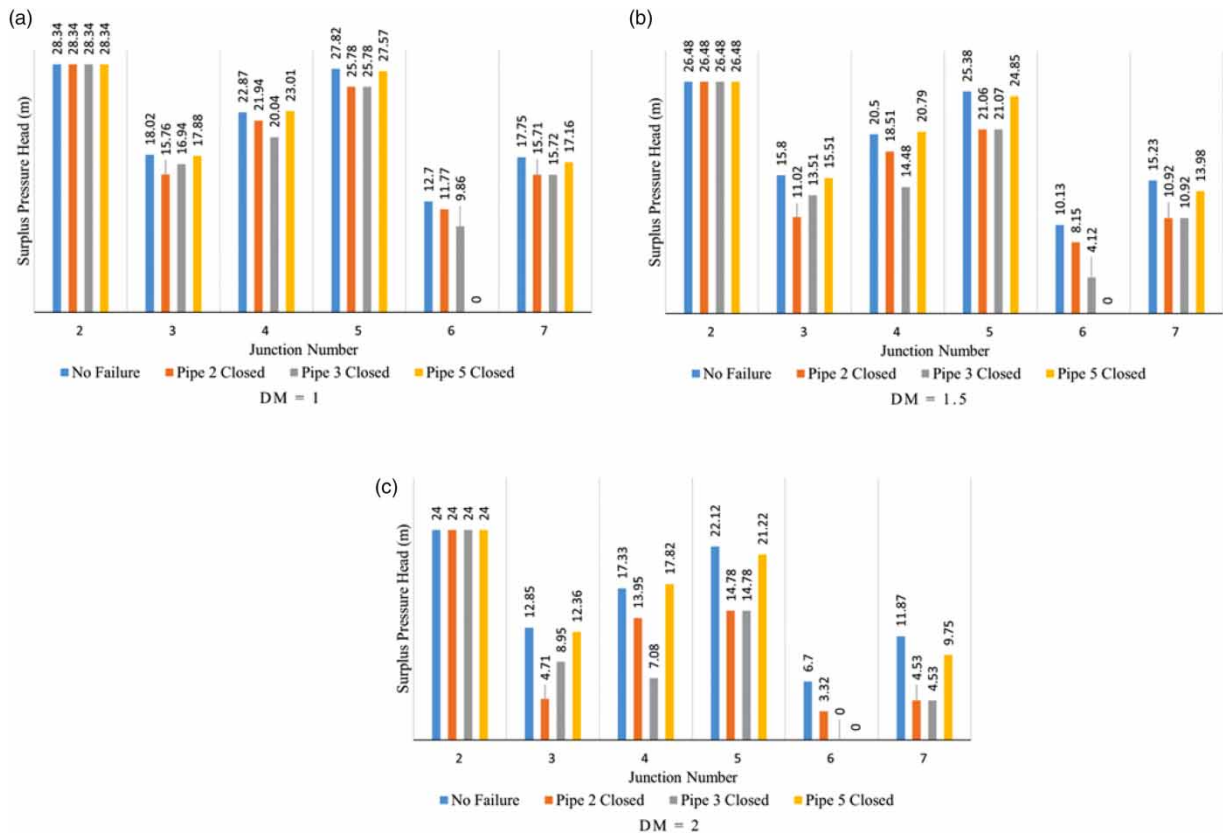 (a)
Surplus Pressure Head (m)
28.34 28.34 28.34 28.34
18.02 15.76 16.94 17.88
22.87 21.94 20.04 23.01
27.82 25.78 25.78 27.57
12.7 11.77 9.86 0
17.75 15.71 15.72 17.16
2 3 4 5 6 7
Junction Number
No Failure Pipe 2 Closed Pipe 3 Closed Pipe 5 Closed
DM = 1
(b)
Surplus Pressure Head (m)
26.48 26.48 26.48 26.48
15.8 11.02 13.51 15.51
20.5 18.51 14.48 20.79
25.38 21.06 21.07 24.85
10.13 8.15 4.12 0
15.23 10.92 10.92 13.98
2 3 4 5 6 7
Junction Number
No Failure Pipe 2 Closed Pipe 3 Closed Pipe 5 Closed
DM = 1.5
(c)
Surplus Pressure Head (m)
24 24 24 24
12.85 4.71 8.95 12.36
17.33 13.95 7.08 17.82
22.12 14.78 14.78 21.22
6.7 3.32 0 0
11.87 4.53 4.53 9.75
2 3 4 5 6 7
Junction Number
No Failure Pipe 2 Closed Pipe 3 Closed Pipe 5 Closed
DM = 2